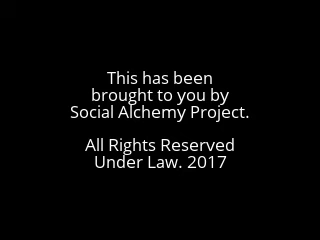 This has been
brought to you by
Social Alchemy Project.
All Rights Reserved
Under Law. 2017